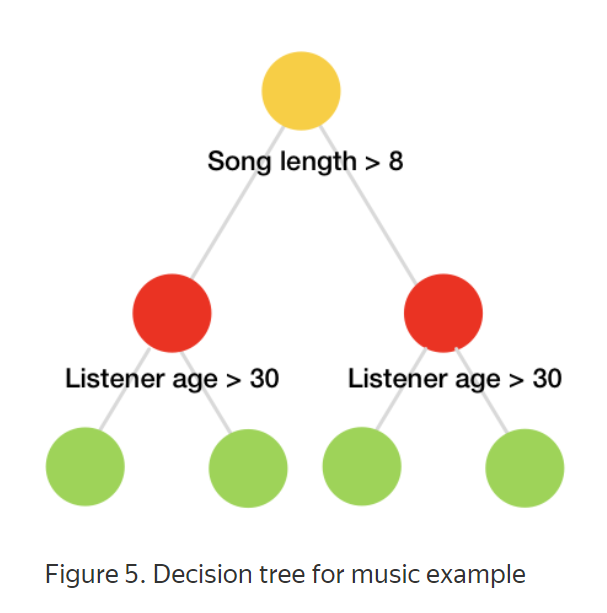 Song length > 8
Listener age > 30
Listener age > 30
Figure 5. Decision tree for music example